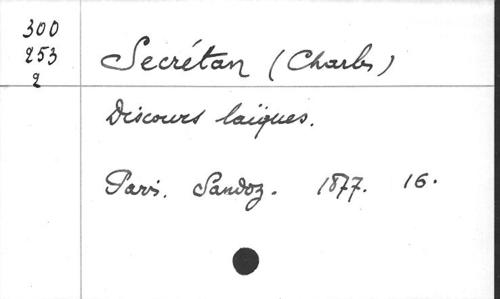 300
253
2
Secrétan (Charles)
Discours laïques.
Paris. Sandoz. 1877. 16.